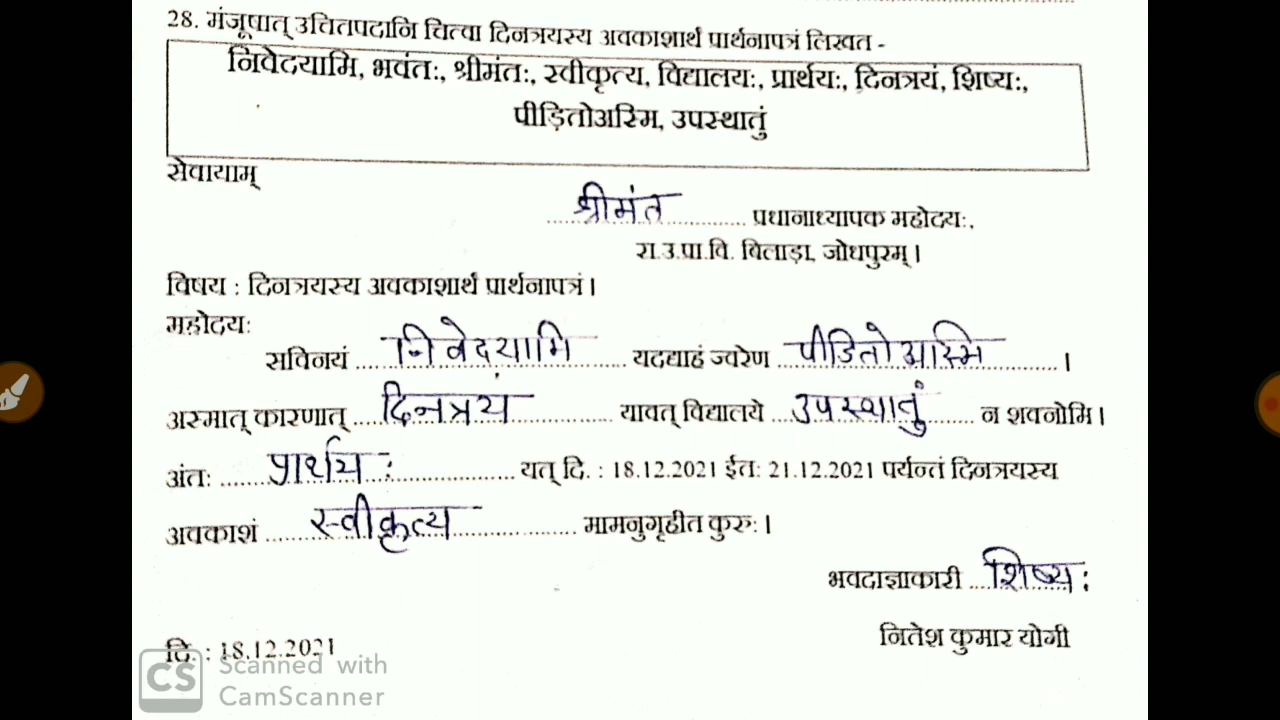 28. मंजूषात् उचितपदानि चित्वा दिनत्रयस्य अवकाशार्थ प्रार्थनापत्रं लिखत -
निवेदयामि, भवंतः, श्रीमंतः, स्वीकृत्य, विद्यालयः, प्रार्थयः, दिनत्रयं, शिष्यः,
पीड़ितोअस्मि, उपस्थातुं
सेवायाम्
श्रीमंत प्रधानाध्यापक महोदयः,
रा.उ.प्रा.वि. बिलाड़ा, जोधपुरम् ।
विषय : दिनत्रयस्य अवकाशार्थ प्रार्थनापत्रं ।
महोदयः
सविनयं निवेदयामि यदद्याहं ज्वरेण पीडितोअस्मि ।
अस्मात् कारणात् दिनत्रयं यावत् विद्यालये उपस्थातुं न शक्नोमि ।
अंतः प्रार्थयः यत् दि. : 18.12.2021 ईतः 21.12.2021 पर्यन्तं दिनत्रयस्य
अवकाशं स्वीकृत्य मामनुगृहीत कुरुः ।
भवदाज्ञाकारी शिष्यः
नितेश कुमार योगी
दि. : 18.12.2021
CS Scanned with
CamScanner